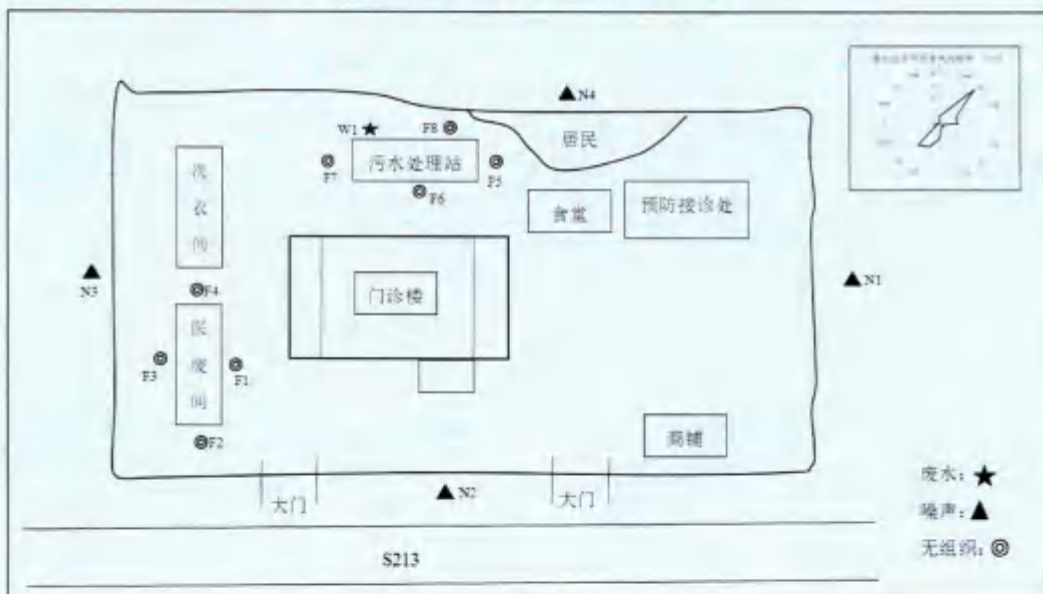 N4
W1
F8
居民
污水处理站
F7
F5
F6
洗衣间
食堂
预防接诊处
N3
F4
门诊楼
N1
医废间
F3
F1
F2
商铺
大门
N2
大门
S213
废水：
噪声：
无组织：